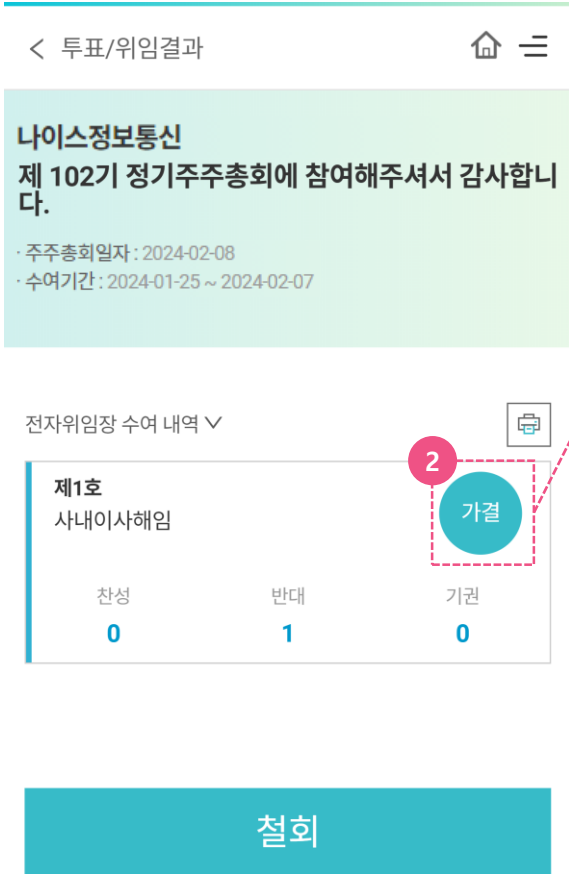 투표/위임결과
나이스정보통신
제 102기 정기주주총회에 참여해주셔서 감사합니
다.
· 주주총회일자 : 2024-02-08
· 수여기간 : 2024-01-25 ~ 2024-02-07
전자위임장 수여 내역
2
제1호
가결
사내이사해임
찬성 반대 기권
0 1 0
철회